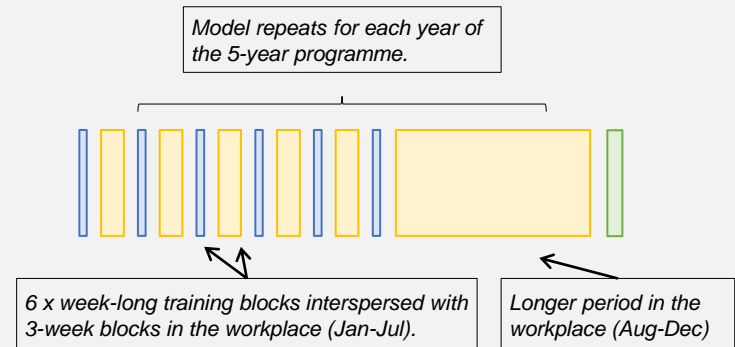 Model repeats for each year of
the 5-year programme.
6 x week-long training blocks interspersed with
3-week blocks in the workplace (Jan-Jul).
Longer period in the
workplace (Aug-Dec)